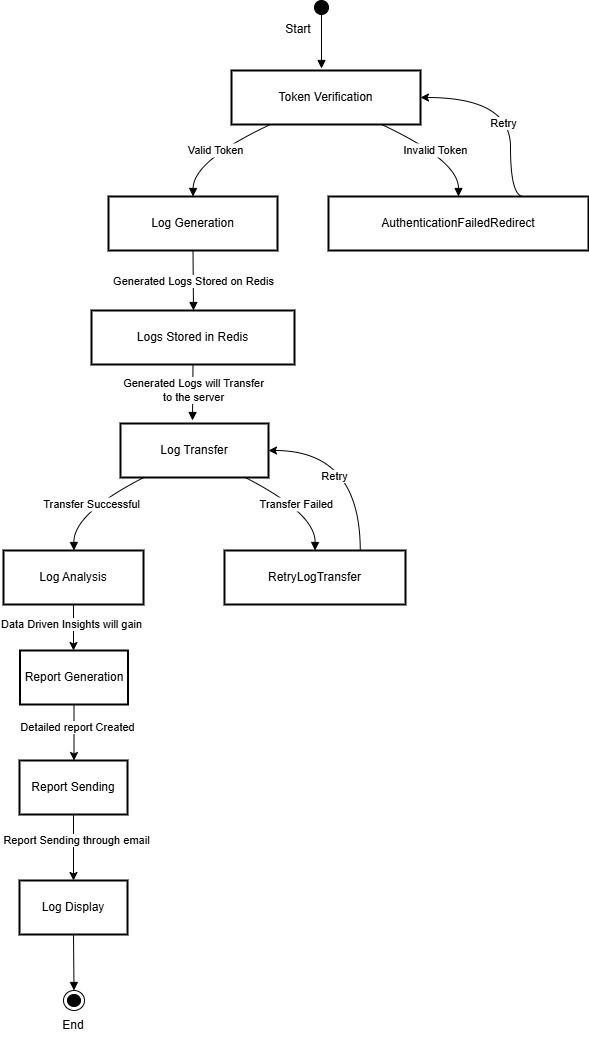 Start
Token Verification
Retry
Valid Token
Invalid Token
Log Generation
AuthenticationFailedRedirect
Generated Logs Stored on Redis
Logs Stored in Redis
Generated Logs will Transfer
to the server
Log Transfer
Retry
Transfer Successful
Transfer Failed
Log Analysis
RetryLogTransfer
Data Driven Insights will gain
Report Generation
Detailed report Created
Report Sending
Report Sending through email
Log Display
End